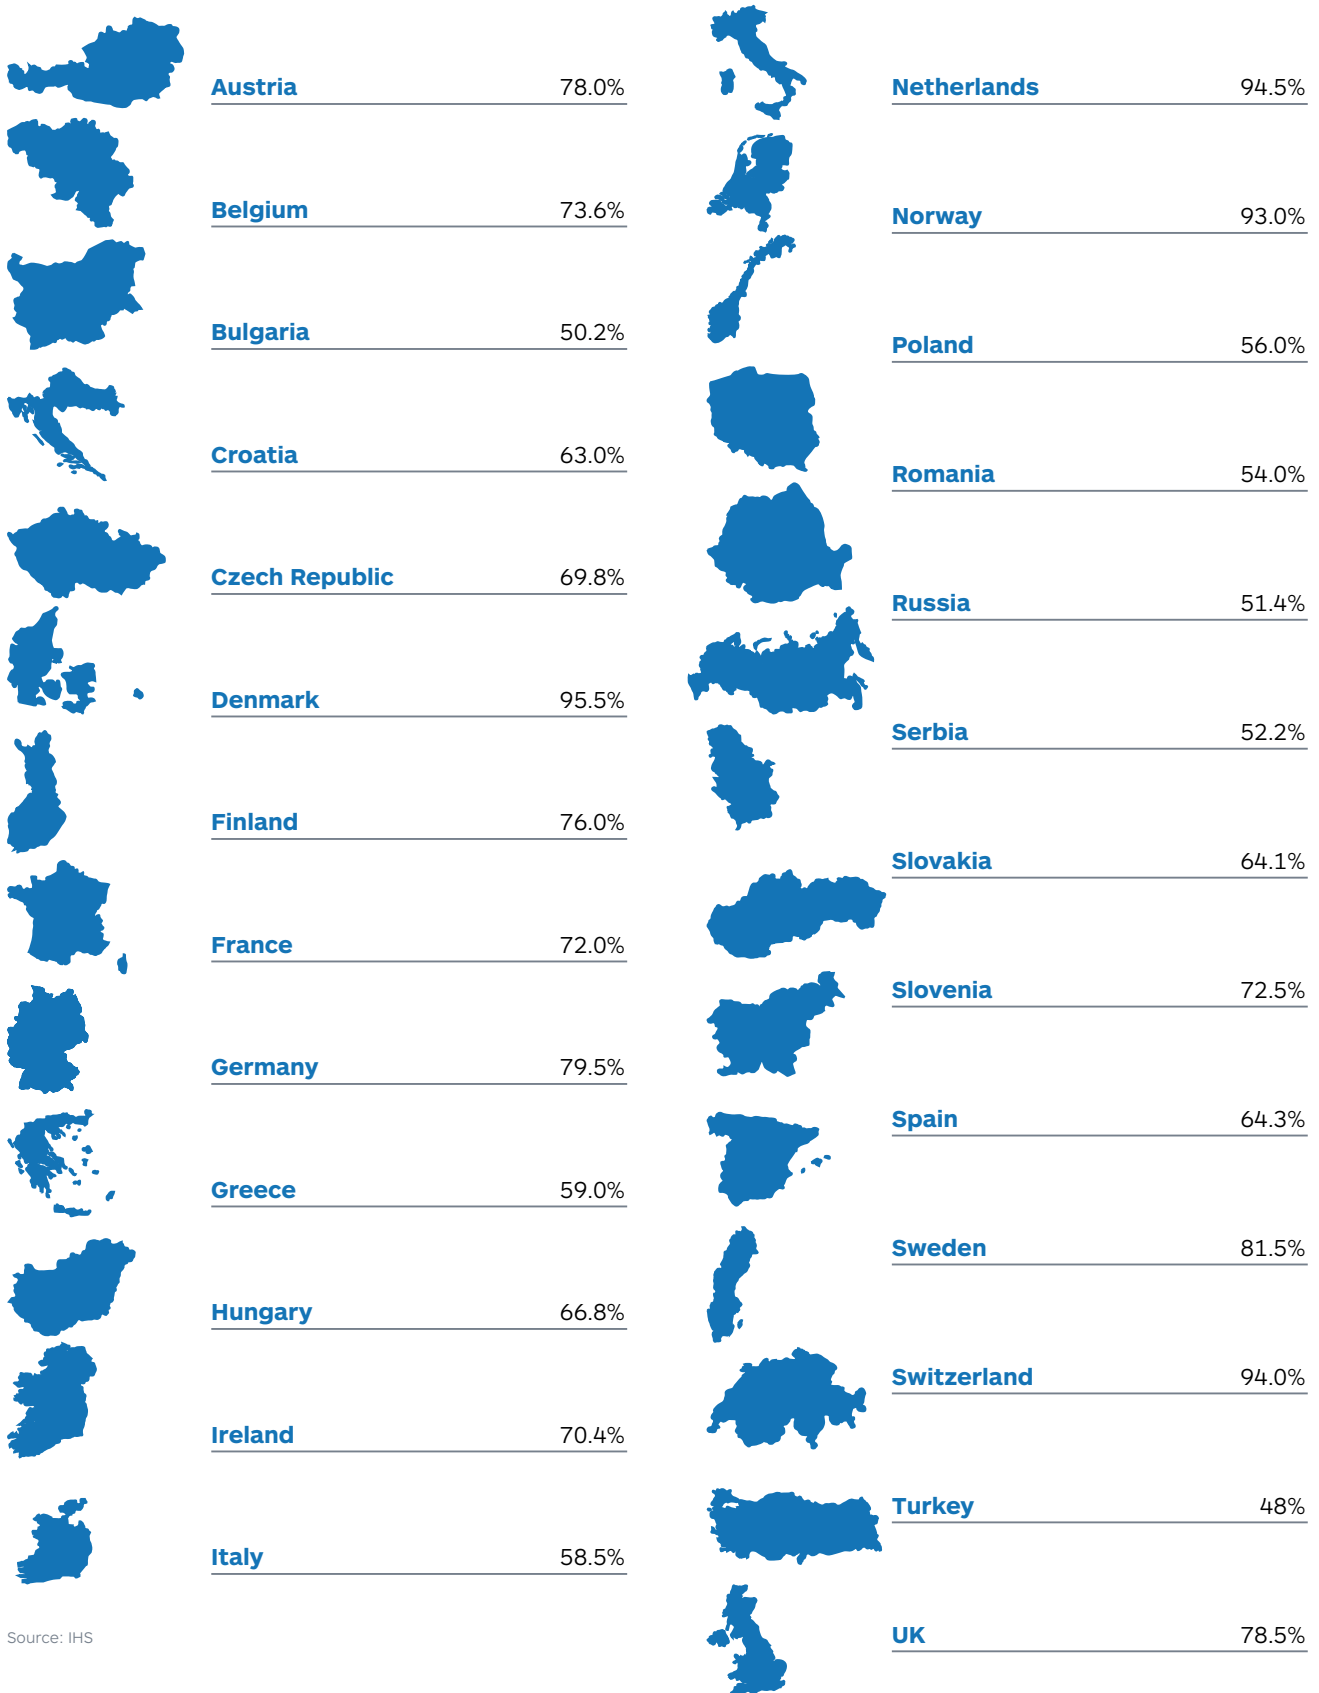 Austria 78.0%
Belgium 73.6%
Bulgaria 50.2%
Croatia 63.0%
Czech Republic 69.8%
Denmark 95.5%
Finland 76.0%
France 72.0%
Germany 79.5%
Greece 59.0%
Hungary 66.8%
Ireland 70.4%
Italy 58.5%
Source: IHS
Netherlands 94.5%
Norway 93.0%
Poland 56.0%
Romania 54.0%
Russia 51.4%
Serbia 52.2%
Slovakia 64.1%
Slovenia 72.5%
Spain 64.3%
Sweden 81.5%
Switzerland 94.0%
Turkey 48%
UK 78.5%